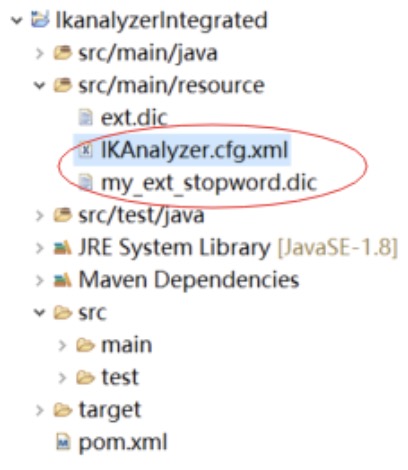 IkanalyzerIntegrated
src/main/java
src/main/resource
ext.dic
IKAnalyzer.cfg.xml
my_ext_stopword.dic
src/test/java
JRE System Library [JavaSE-1.8]
Maven Dependencies
src
main
test
target
pom.xml